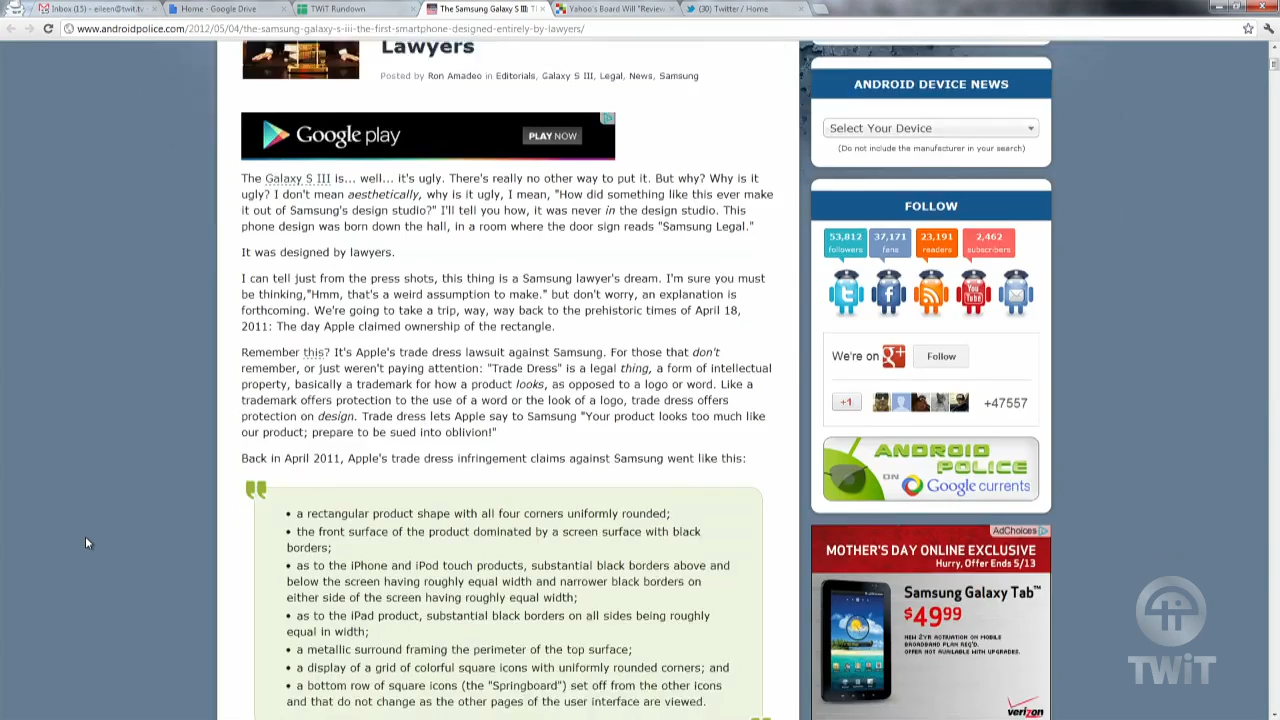 Inbox (15) - eileen@twit.tv -
Home - Google Drive
TWiT Rundown
The Samsung Galaxy S III: T
Yahoo's Board Will "Review
(30) Twitter / Home
www.androidpolice.com/2012/05/04/the-samsung-galaxy-s-iii-the-first-smartphone-designed-entirely-by-lawyers/
Lawyers
Posted by Ron Amadeo in Editorials, Galaxy S III, Legal, News, Samsung
Google play
PLAY NOW
The Galaxy S III is... well... it's ugly. There's really no other way to put it. But why? Why is it
ugly? I don't mean aesthetically, why is it ugly, I mean, "How did something like this ever make
it out of Samsung's design studio?" I'll tell you how, it was never in the design studio. This
phone design was born down the hall, in a room where the door sign reads "Samsung Legal."
It was designed by lawyers.
I can tell just from the press shots, this thing is a Samsung lawyer's dream. I'm sure you must
be thinking,"Hmm, that's a weird assumption to make." but don't worry, an explanation is
forthcoming. We're going to take a trip, way, way back to the prehistoric times of April 18,
2011: The day Apple claimed ownership of the rectangle.
Remember this? It's Apple's trade dress lawsuit against Samsung. For those that don't
remember, or just weren't paying attention: "Trade Dress" is a legal thing, a form of intellectual
property, basically a trademark for how a product looks, as opposed to a logo or word. Like a
trademark offers protection to the use of a word or the look of a logo, trade dress offers
protection on design. Trade dress lets Apple say to Samsung "Your product looks too much like
our product; prepare to be sued into oblivion!"
Back in April 2011, Apple's trade dress infringement claims against Samsung went like this:
• a rectangular product shape with all four corners uniformly rounded;
• the front surface of the product dominated by a screen surface with black
borders;
• as to the iPhone and iPod touch products, substantial black borders above and
below the screen having roughly equal width and narrower black borders on
either side of the screen having roughly equal width;
• as to the iPad product, substantial black borders on all sides being roughly
equal in width;
• a metallic surround framing the perimeter of the top surface;
• a display of a grid of colorful square icons with uniformly rounded corners; and
• a bottom row of square icons (the "Springboard") set off from the other icons
and that do not change as the other pages of the user interface are viewed.
ANDROID DEVICE NEWS
Select Your Device
(Do not include the manufacturer in your search)
FOLLOW
53,812 37,171 23,191 2,462
followers fans readers subscribers
You
Tube
We're on g+ Follow
+1 +47557
ANDROID
POLICE
ON Google currents
AdChoices
MOTHER'S DAY ONLINE EXCLUSIVE
Hurry, Offer Ends 5/13
Samsung Galaxy Tab™
$49.99
NEW 2YR ACTIVATION ON MOBILE
BROADBAND PLAN REQ'D.
OFFER NOT AVAILABLE WITH UPGRADES.
verizon
TWiT